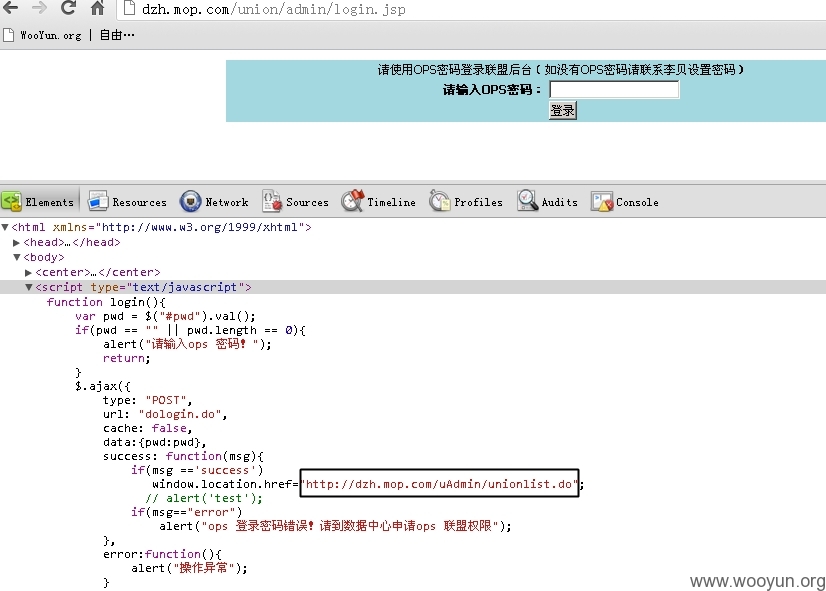 dzh.mop.com/union/admin/login.jsp
WooYun.org | 自由…
请使用OPS密码登录联盟后台(如没有OPS密码请联系李贝设置密码)
请输入OPS密码：
登录
Elements Resources Network Sources Timeline Profiles Audits Console
▼<html xmlns="http://www.w3.org/1999/xhtml">
▶<head>…</head>
▼<body>
▶<center>…</center>
▼<script type="text/javascript">
function login(){
var pwd = $("#pwd").val();
if(pwd == "" || pwd.length == 0){
alert("请输入ops 密码！");
return;
}
$.ajax({
type: "POST",
url: "dologin.do",
cache: false,
data:{pwd:pwd},
success: function(msg){
if(msg =='success')
window.location.href="http://dzh.mop.com/uAdmin/unionlist.do";
// alert('test');
if(msg=="error")
alert("ops 登录密码错误！请到数据中心申请ops 联盟权限");
},
error:function(){
alert("操作异常");
}
www.wooyun.org